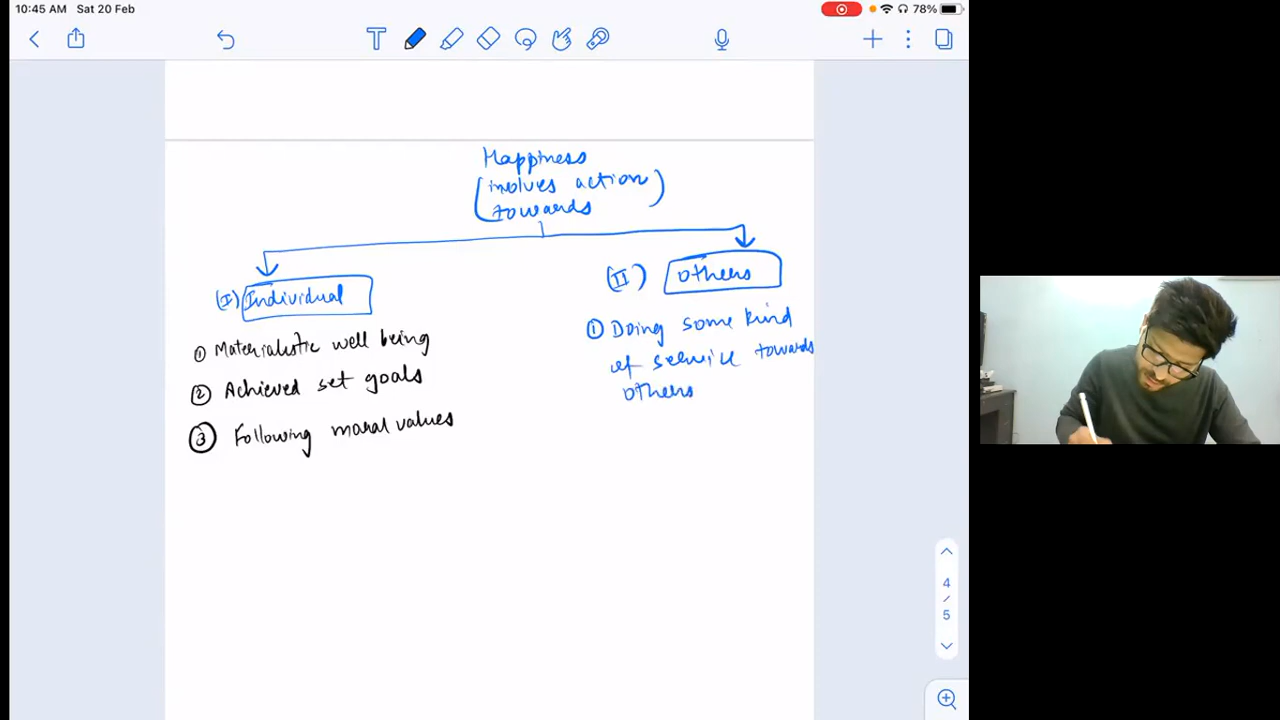 10:45 AM Sat 20 Feb
78%
T
Happiness
(involves action
towards)
(I) Individual
① Materialistic well being
② Achieved set goals
③ Following moral values
(II) others
① Doing some kind
of service towards
others
4
/
5